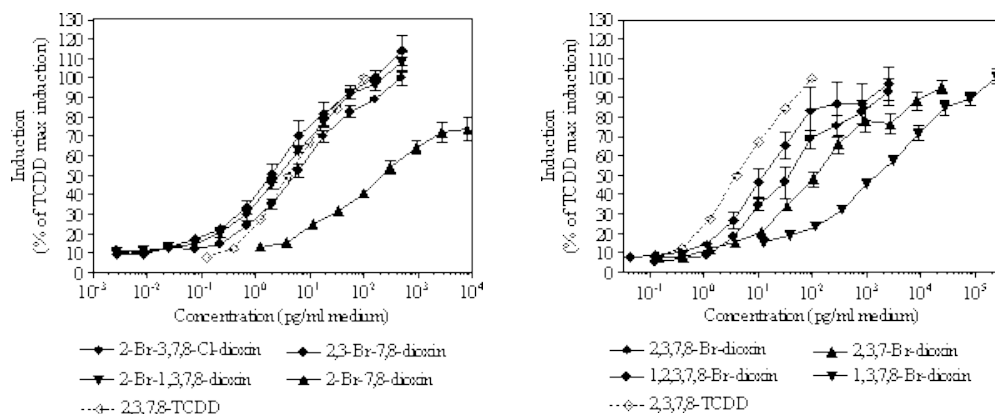 130
120
110
100
90
80
70
60
50
40
30
20
10
0
Induction
(% of TCDD max induction)
10-3 10-2 10-1 100 101 102 103 104
Concentration (pg/ml medium)
2-Br-3,7,8-Cl-dioxin 2,3-Br-7,8-dioxin
2-Br-1,3,7,8-dioxin 2-Br-7,8-dioxin
2,3,7,8-TCDD
130
120
110
100
90
80
70
60
50
40
30
20
10
0
Induction
(% of TCDD max induction)
10-1 100 101 102 103 104 105
Concentration (pg/ml medium)
2,3,7,8-Br-dioxin 2,3,7-Br-dioxin
1,2,3,7,8-Br-dioxin 1,3,7,8-Br-dioxin
2,3,7,8-TCDD